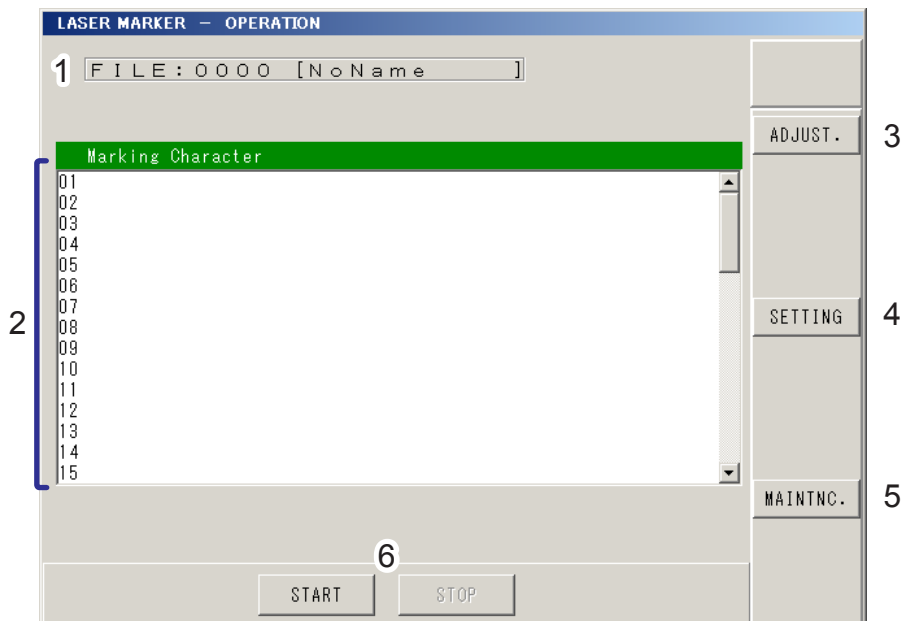 LASER MARKER － OPERATION
1
ＦＩＬＥ：００００ [ＮｏＮａｍｅ ]
ADJUST.
3
Marking Character
2
01
02
03
04
05
06
07
08
09
10
11
12
13
14
15
SETTING
4
MAINTNC.
5
6
START
STOP